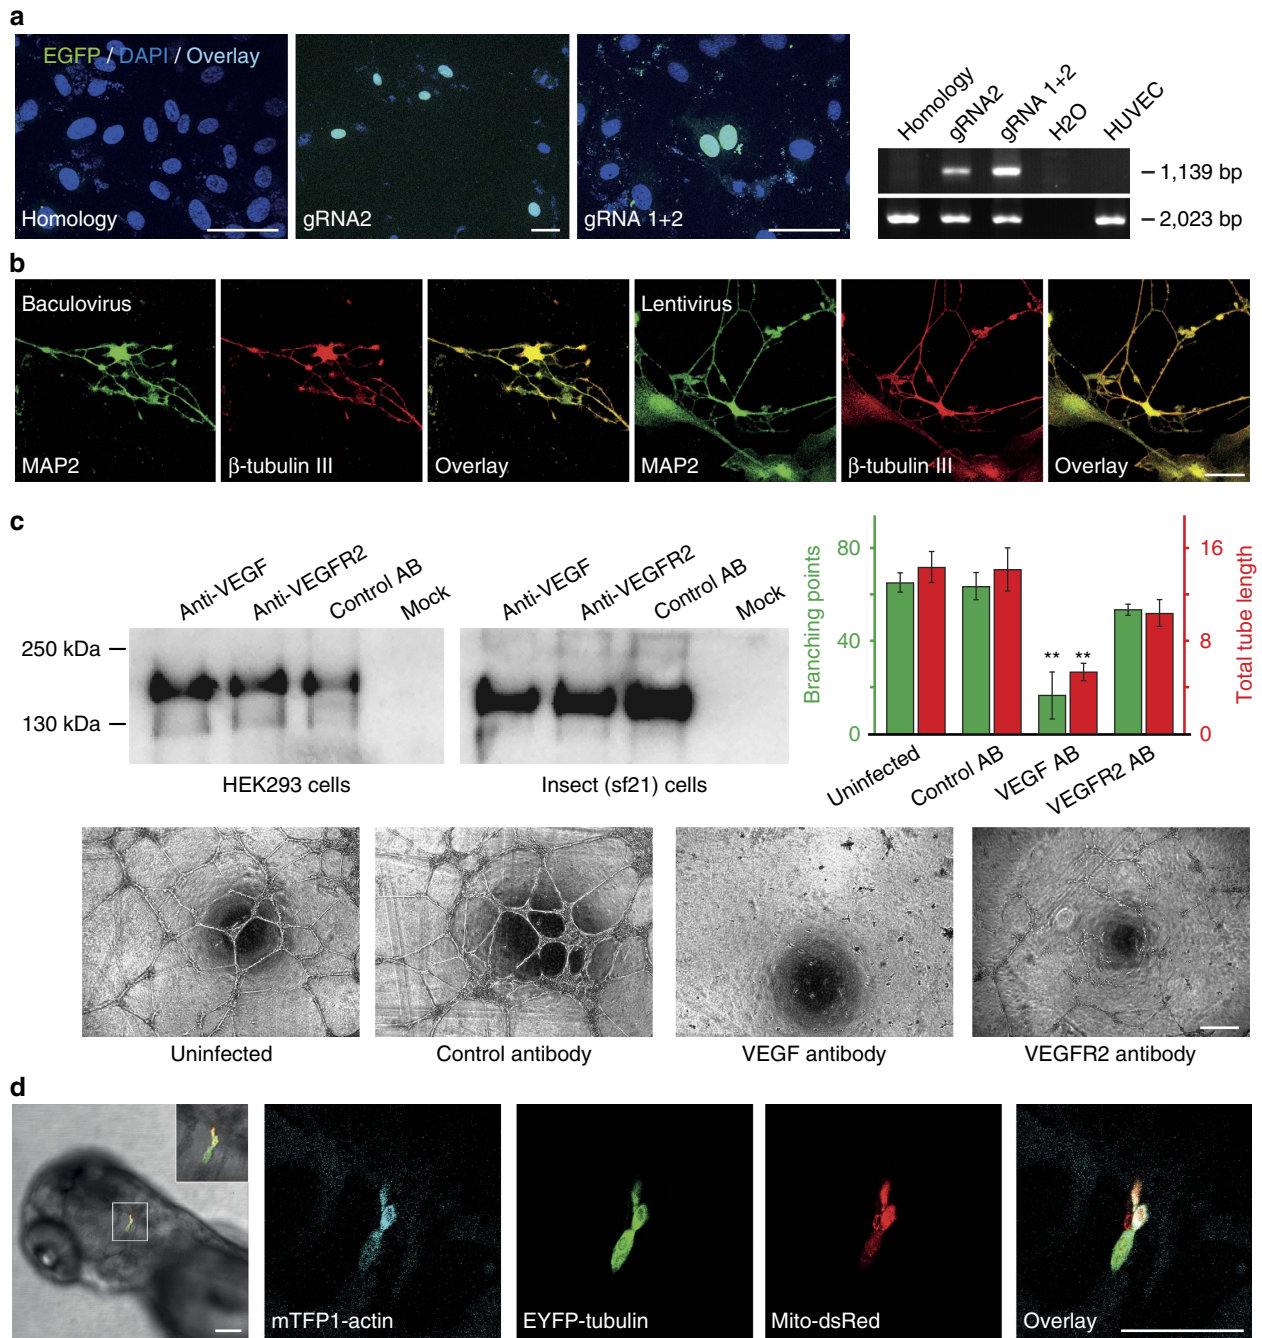 a
EGFP / DAPI / Overlay
Homology
gRNA2
gRNA 1+2
Homology
gRNA2
gRNA 1+2
H2O
HUVEC
1,139 bp
2,023 bp
b
Baculovirus
MAP2
β-tubulin III
Overlay
Lentivirus
MAP2
β-tubulin III
Overlay
c
Anti-VEGF
Anti-VEGFR2
Control AB
Mock
250 kDa
130 kDa
HEK293 cells
Anti-VEGF
Anti-VEGFR2
Control AB
Mock
Insect (sf21) cells
Branching points
80
40
0
** **
16
8
0
Total tube length
Uninfected
Control AB
VEGF AB
VEGFR2 AB
Uninfected
Control antibody
VEGF antibody
VEGFR2 antibody
d
mTFP1-actin
EYFP-tubulin
Mito-dsRed
Overlay